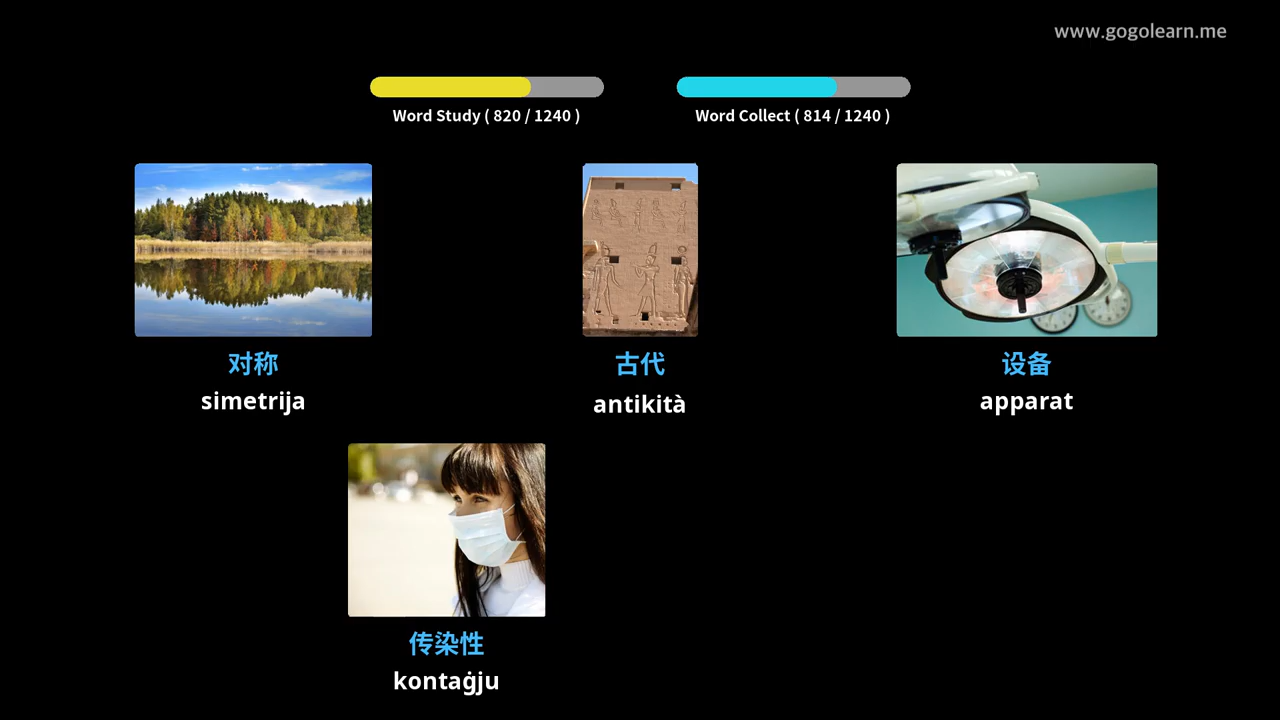 www.gogolearn.me
Word Study ( 820 / 1240 )
Word Collect ( 814 / 1240 )
对称
simetrija
古代
antikità
设备
apparat
传染性
kontaġju